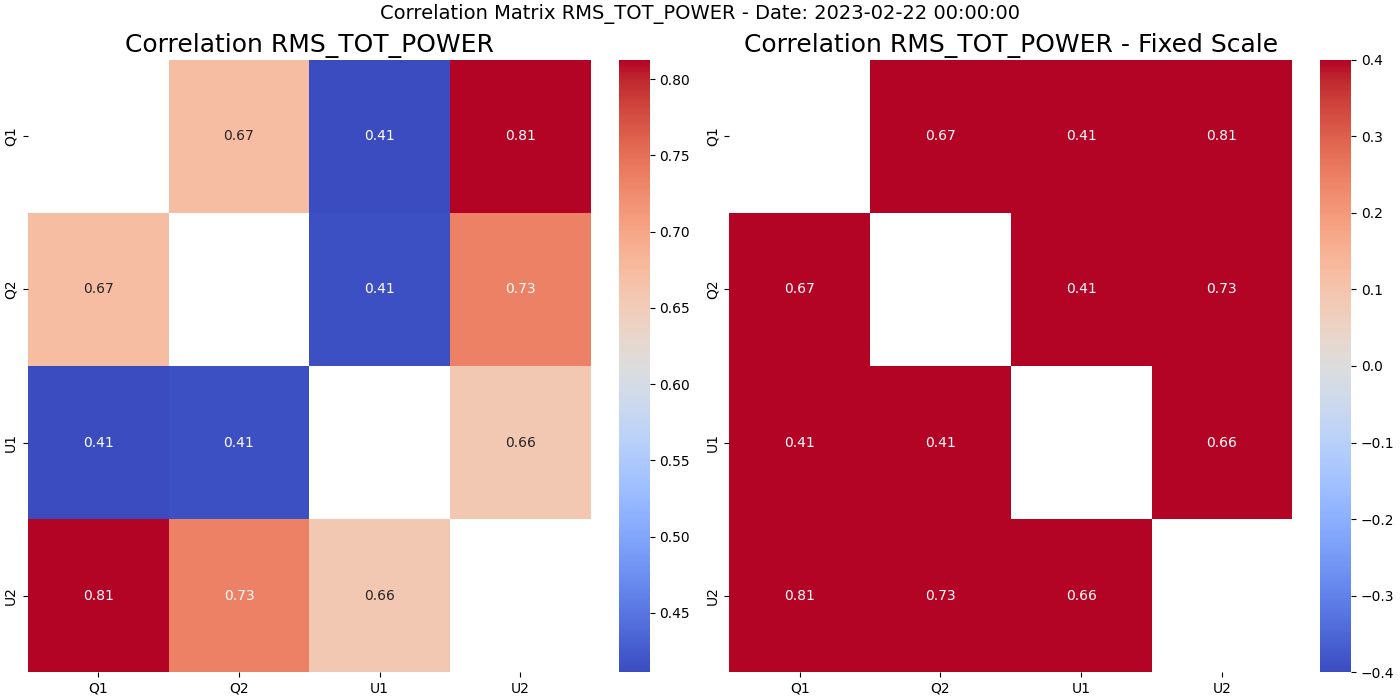 Correlation Matrix RMS_TOT_POWER - Date: 2023-02-22 00:00:00
Correlation RMS_TOT_POWER
Q1 0.67 0.41 0.81
Q2 0.67 0.41 0.73
U1 0.41 0.41 0.66
U2 0.81 0.73 0.66
Q1 Q2 U1 U2
0.80
0.75
0.70
0.65
0.60
0.55
0.50
0.45
Correlation RMS_TOT_POWER - Fixed Scale
Q1 0.67 0.41 0.81
Q2 0.67 0.41 0.73
U1 0.41 0.41 0.66
U2 0.81 0.73 0.66
Q1 Q2 U1 U2
0.4
0.3
0.2
0.1
0.0
−0.1
−0.2
−0.3
−0.4